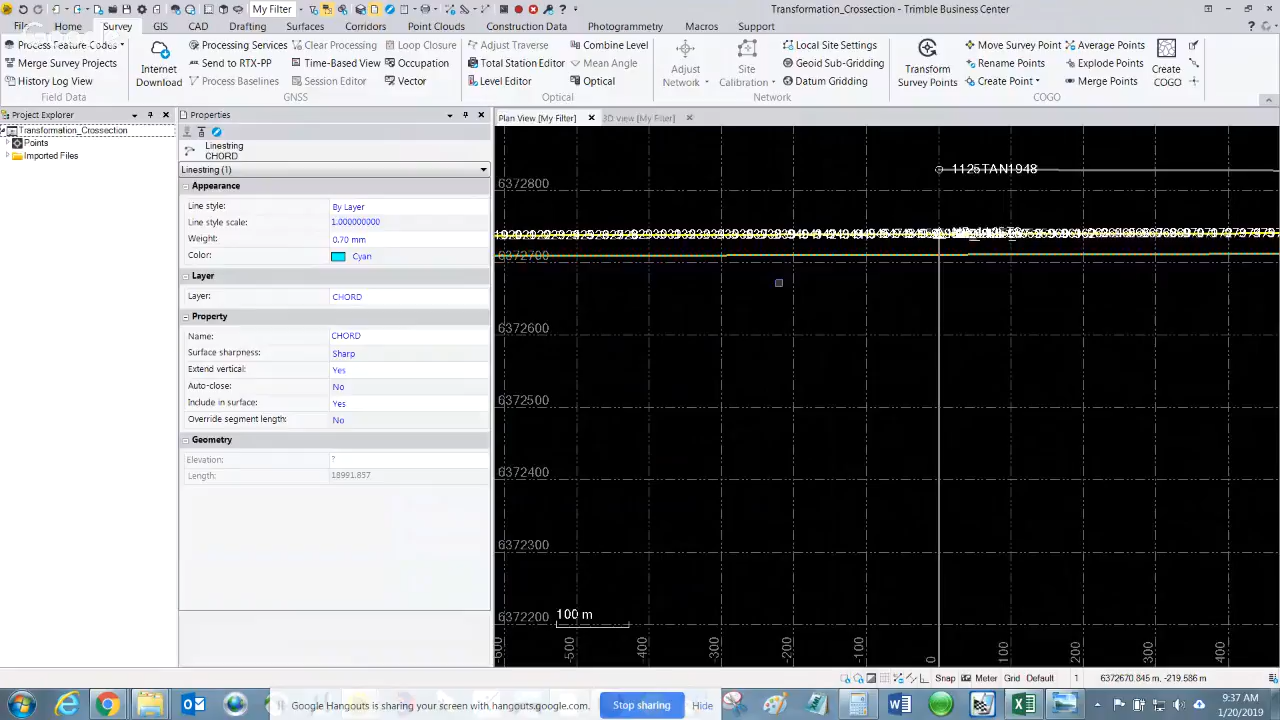 My Filter
Transformation_Crossection - Trimble Business Center
File
Home
Survey
GIS
CAD
Drafting
Surfaces
Corridors
Point Clouds
Construction Data
Photogrammetry
Macros
Support
Process Feature Codes
Merge Survey Projects
History Log View
Field Data
Internet Download
Processing Services
Send to RTX-PP
Process Baselines
Clear Processing
Time-Based View
Session Editor
Loop Closure
Occupation
GNSS
Adjust Traverse
Total Station Editor
Level Editor
Combine Level
Mean Angle
Optical
Optical
Adjust Network
Site Calibration
Local Site Settings
Geoid Sub-Gridding
Datum Gridding
Network
Transform Survey Points
Move Survey Point
Rename Points
Create Point
Average Points
Explode Points
Merge Points
Create COGO
COGO
Project Explorer
Transformation_Crossection
Points
Imported Files
Properties
Linestring
CHORD
Linestring (1)
Appearance
Line style: By Layer
Line style scale: 1.000000000
Weight: 0.70 mm
Color: Cyan
Layer
Layer: CHORD
Property
Name: CHORD
Surface sharpness: Sharp
Extend vertical: Yes
Auto-close: No
Include in surface: Yes
Override segment length: No
Geometry
Elevation: ?
Length: 18991.857
Plan View [My Filter]
3D View [My Filter]
1125TAN1948
6372800
6372700
6372600
6372500
6372400
6372300
6372200
100 m
-600 -500 -400 -300 -200 -100 0 100 200 300 400
Snap Meter Grid Default 1 6372670.845 m, -219.586 m
Google Hangouts is sharing your screen with hangouts.google.com.
Stop sharing
Hide
9:37 AM
1/20/2019